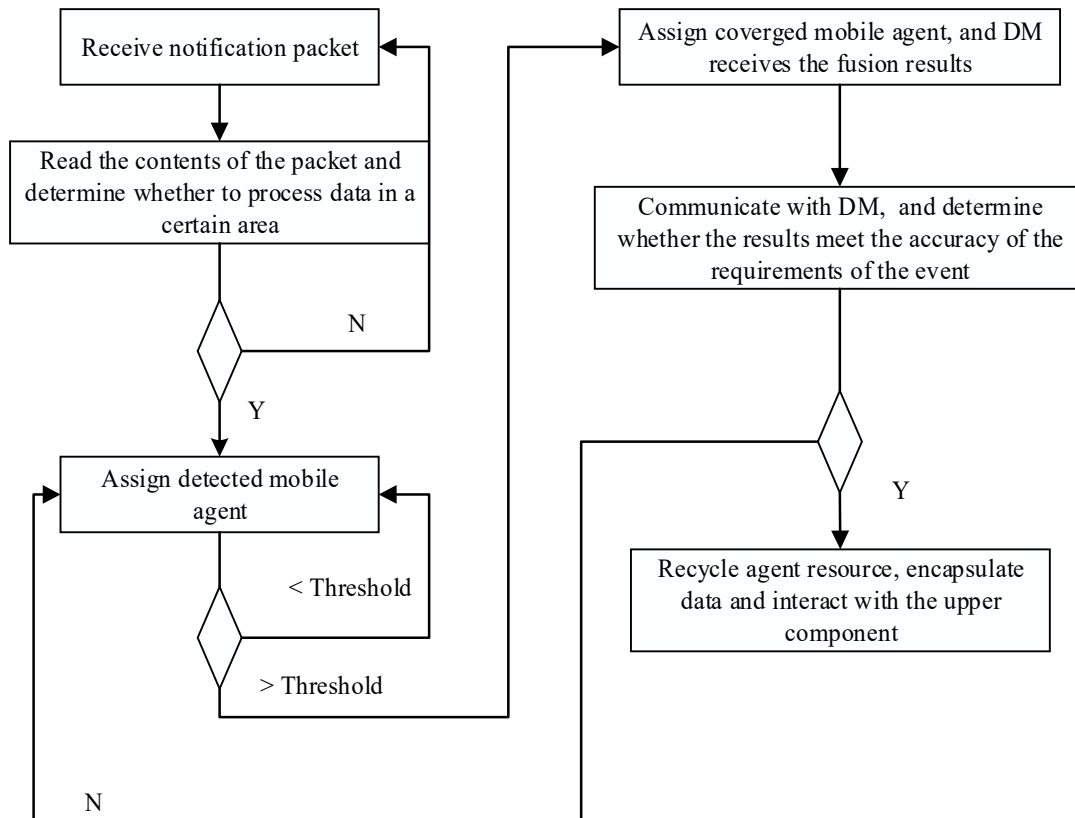 Receive notification packet
Read the contents of the packet and
determine whether to process data in a
certain area
N
Y
Assign detected mobile
agent
< Threshold
> Threshold
N
Assign coverged mobile agent, and DM
receives the fusion results
Communicate with DM, and determine
whether the results meet the accuracy of the
requirements of the event
Y
Recycle agent resource, encapsulate
data and interact with the upper
component